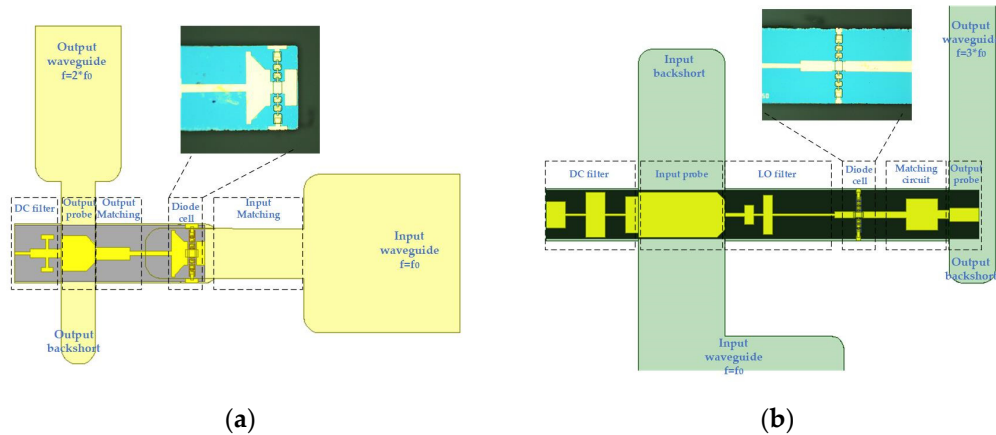 Output
waveguide
f=2*f₀
DC filter
Output
probe
Output
Matching
Diode
cell
Input
Matching
Input
waveguide
f=f₀
Output
backshort
(a)
Input
backshort
Output
waveguid
f=3*f₀
DC filter
Input probe
LO filter
Diode
cell
Matching
circuit
Output
probe
Output
backshort
Input
waveguide
f=f₀
(b)